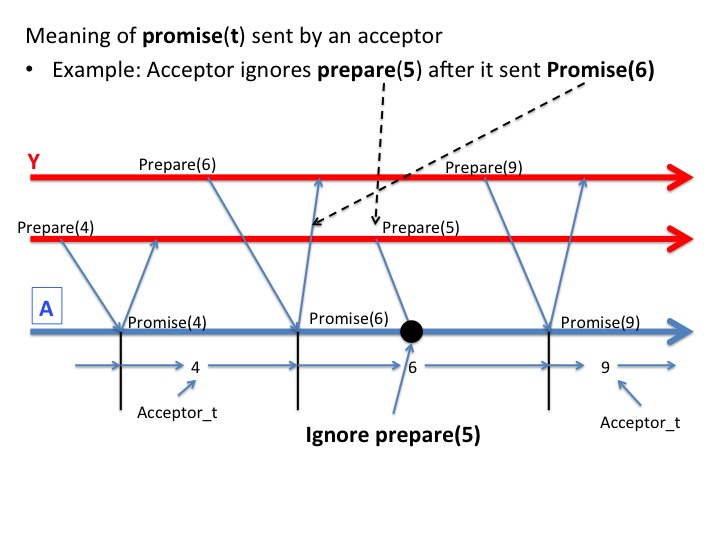 Meaning of promise(t) sent by an acceptor
• Example: Acceptor ignores prepare(5) after it sent Promise(6)
Y
Prepare(6)
Prepare(9)
Prepare(4)
Prepare(5)
A
Promise(4)
Promise(6)
Promise(9)
4
6
9
Acceptor_t
Acceptor_t
Ignore prepare(5)